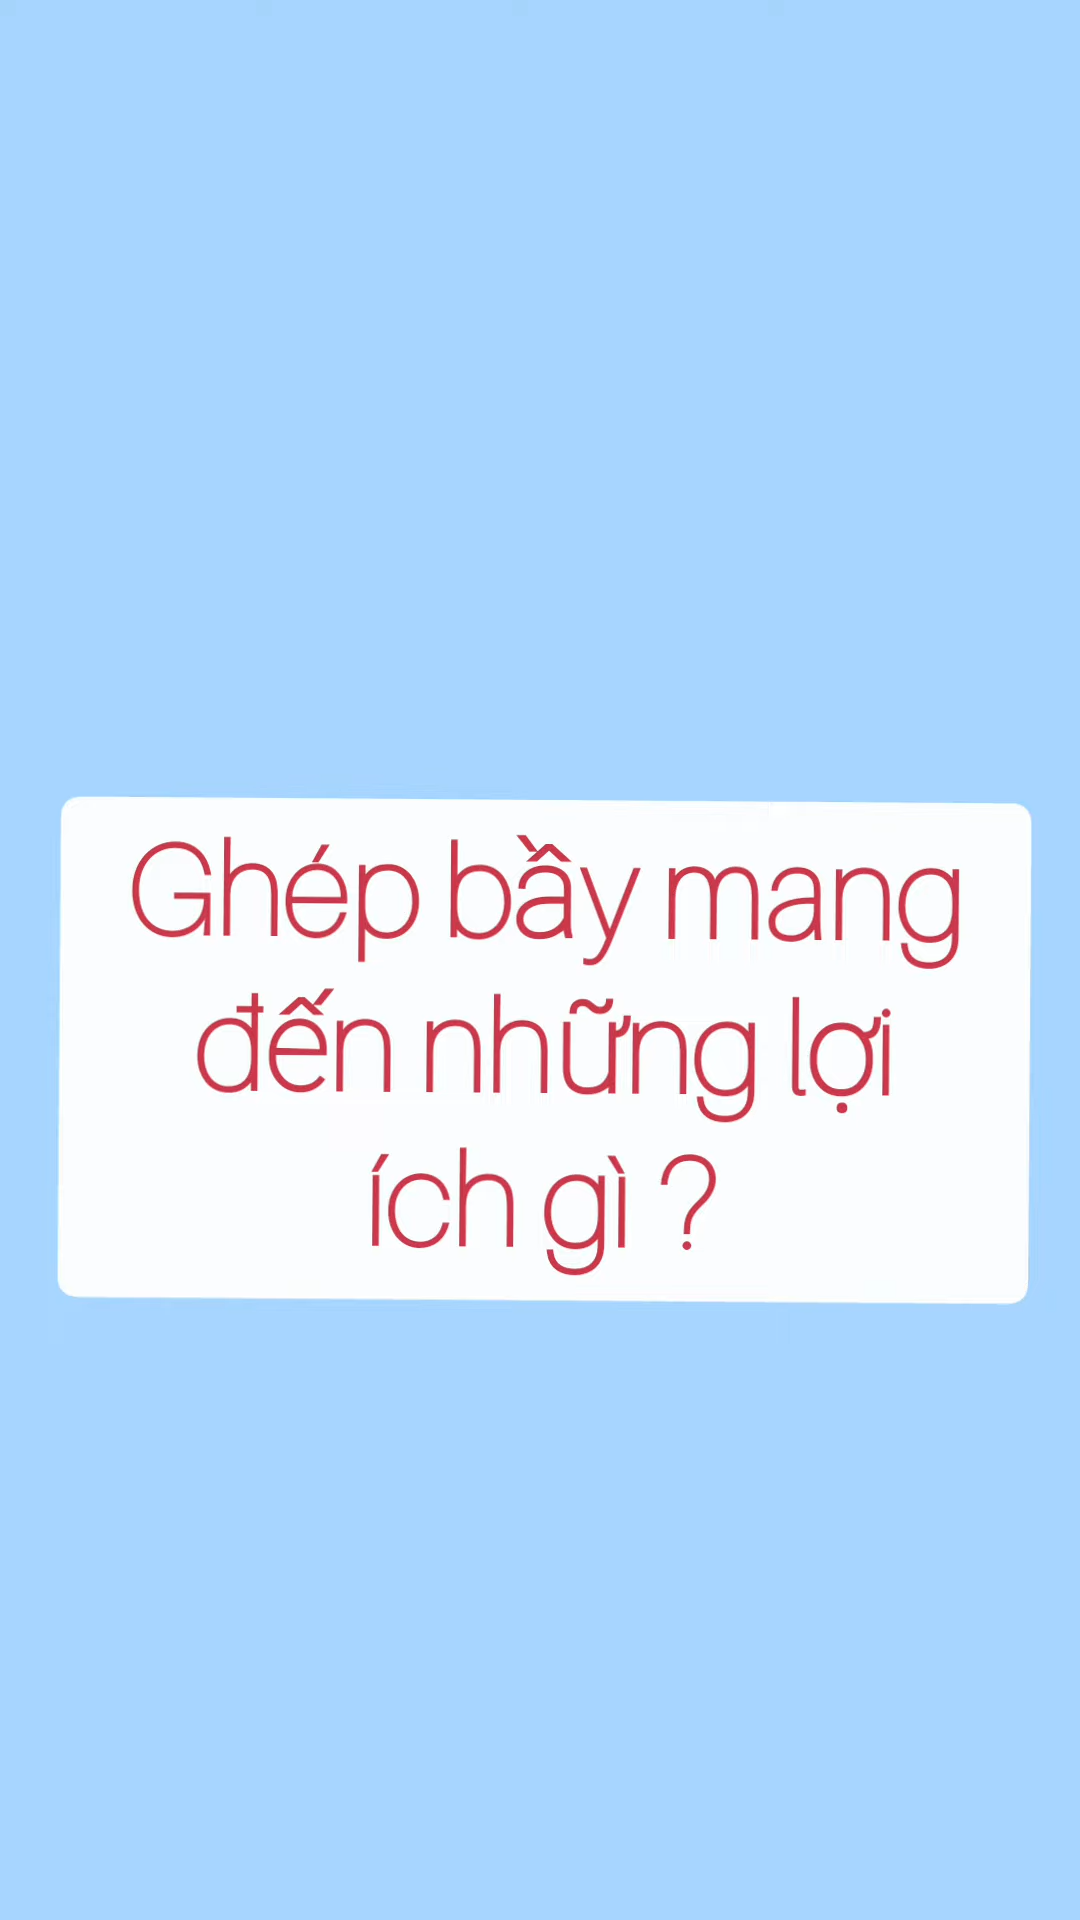 Ghép bầy mang
đến những lợi
ích gì ?